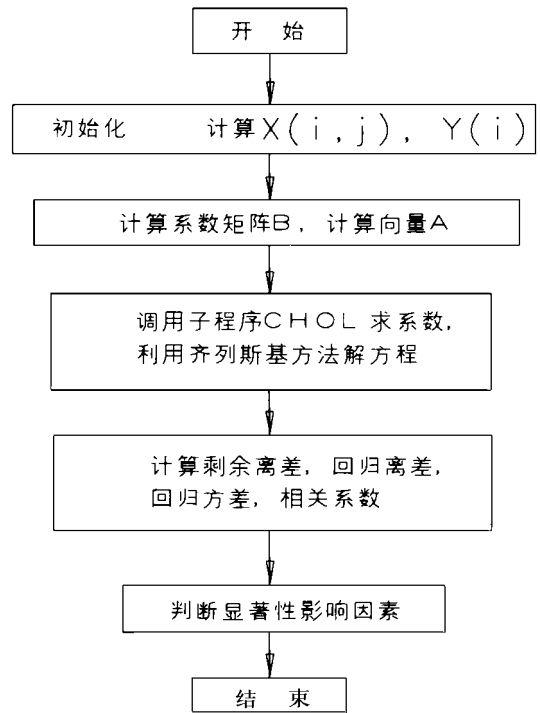 开 始
初始化 计算X(i,j), Y(i)
计算系数矩阵B, 计算向量A
调用子程序CHOL 求系数,
利用齐列斯基方法解方程
计算剩余离差, 回归离差,
回归方差, 相关系数
判断显著性影响因素
结 束